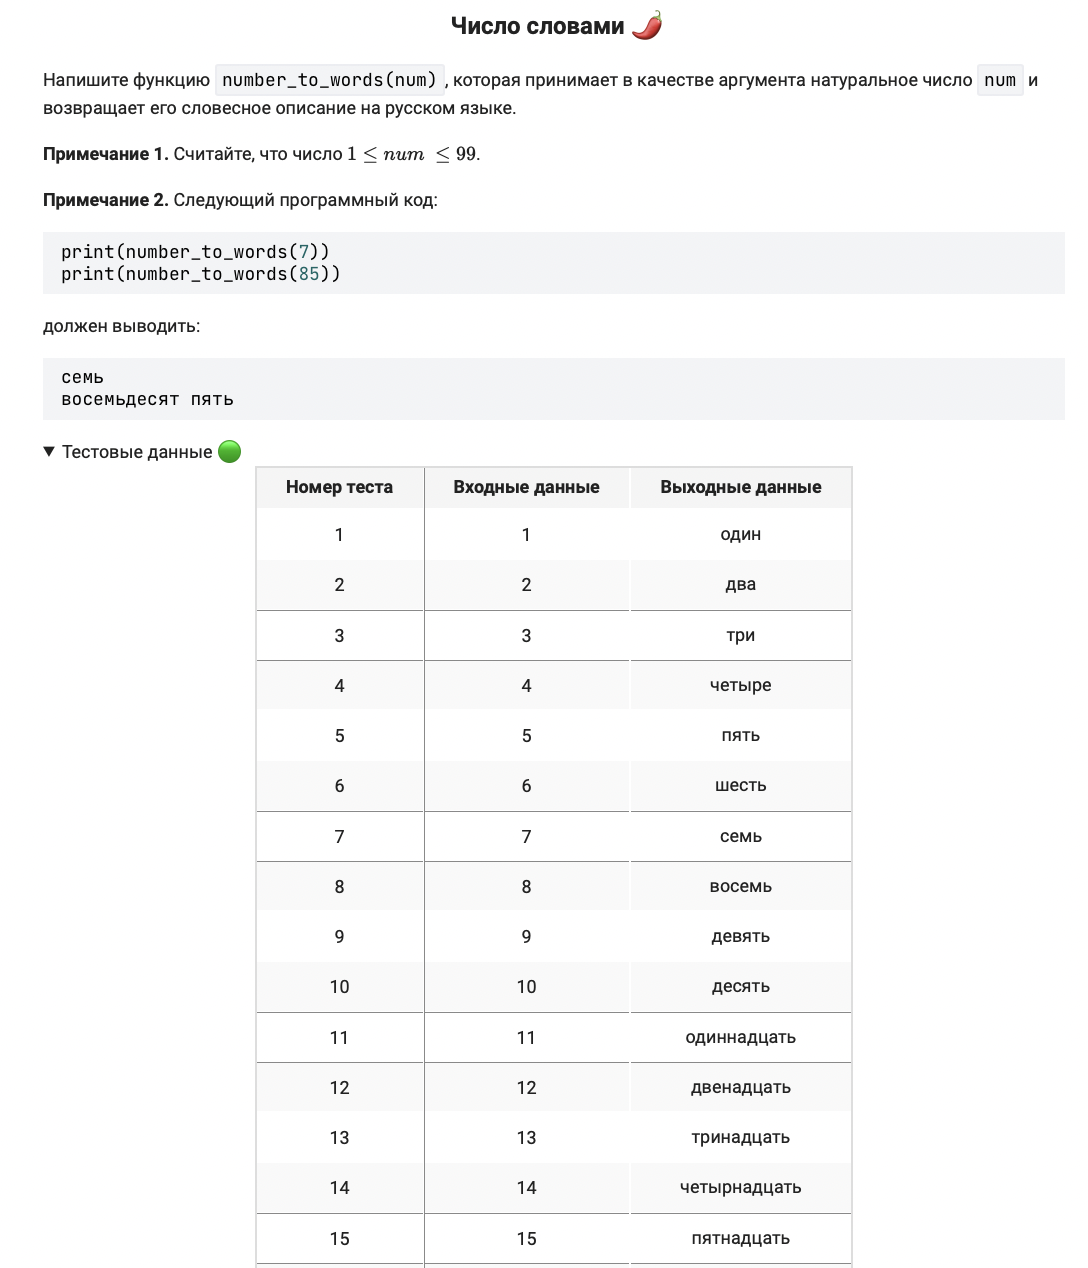 Число словами 🌶️
Напишите функцию number_to_words(num), которая принимает в качестве аргумента натуральное число num и
возвращает его словесное описание на русском языке.
Примечание 1. Считайте, что число 1 ≤ num ≤ 99.
Примечание 2. Следующий программный код:
print(number_to_words(7))
print(number_to_words(85))
должен выводить:
семь
восемьдесят пять
▼ Тестовые данные 🟢
Номер теста Входные данные Выходные данные
1 1 один
2 2 два
3 3 три
4 4 четыре
5 5 пять
6 6 шесть
7 7 семь
8 8 восемь
9 9 девять
10 10 десять
11 11 одиннадцать
12 12 двенадцать
13 13 тринадцать
14 14 четырнадцать
15 15 пятнадцать